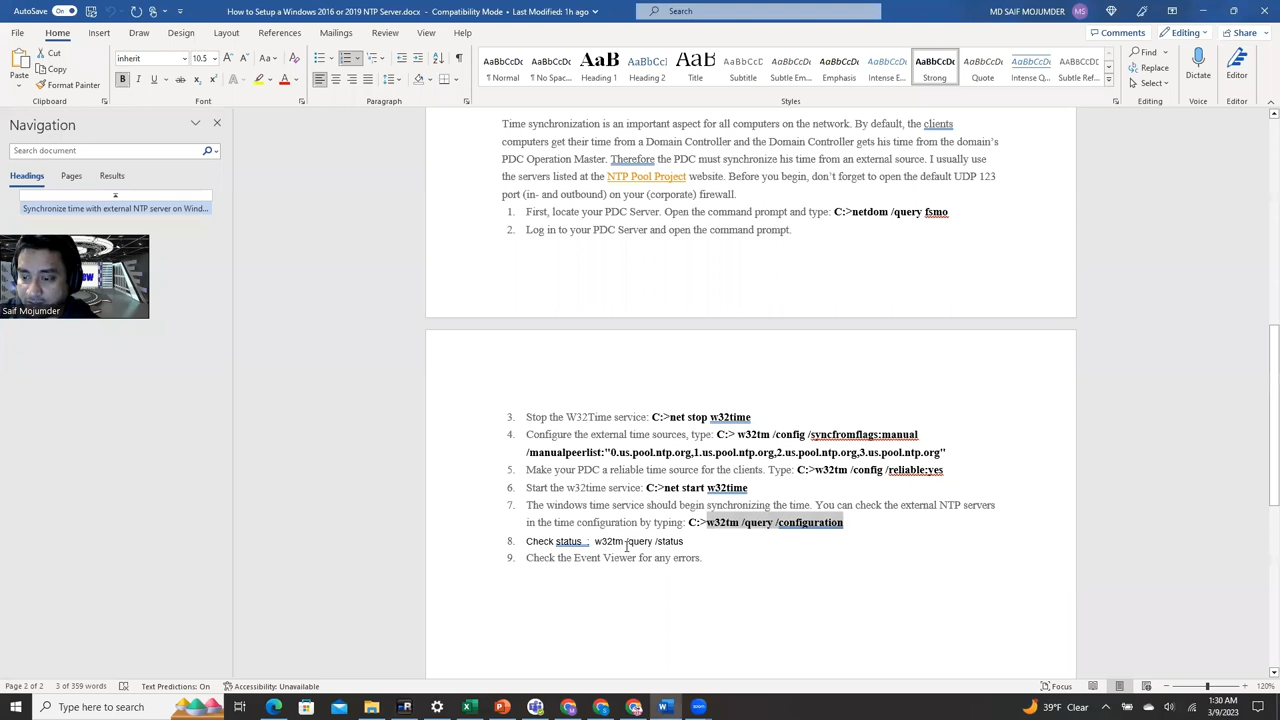 AutoSave On How to Setup a Windows 2016 or 2019 NTP Server.docx • Last Modified: 1h ago Search MD SAIF MOJUMDER MS
File Home Insert Draw Design Layout References Mailings Review View Help Comments Editing Share
Paste Cut Copy Format Painter inherit 10.5
B I U
AaBbCcDc AaBbCcDc AaB AaBbCcI AaB AaBbCcDc AaBbCcDc AaBbCcDc AaBbCcDc AaBbCcDc AaBbCcDc AaBbCcDc AaBbCcDc
¶ Normal ¶ No Spac... Heading 1 Heading 2 Title Subtitle Subtle Em... Emphasis Intense E... Strong Quote Intense Q... Subtle Ref...
Find Replace Select Dictate Editor
Clipboard Font Paragraph Styles Editing Voice Editor
Navigation
Search document
Headings Pages Results
Synchronize time with external NTP server on Wind...
Saif Mojumder
Time synchronization is an important aspect for all computers on the network. By default, the clients
computers get their time from a Domain Controller and the Domain Controller gets his time from the domain's
PDC Operation Master. Therefore the PDC must synchronize his time from an external source. I usually use
the servers listed at the NTP Pool Project website. Before you begin, don't forget to open the default UDP 123
port (in- and outbound) on your (corporate) firewall.
1. First, locate your PDC Server. Open the command prompt and type: C:>netdom /query fsmo
2. Log in to your PDC Server and open the command prompt.
3. Stop the W32Time service: C:>net stop w32time
4. Configure the external time sources, type: C:> w32tm /config /syncfromflags:manual
/manualpeerlist:"0.us.pool.ntp.org,1.us.pool.ntp.org,2.us.pool.ntp.org,3.us.pool.ntp.org"
5. Make your PDC a reliable time source for the clients. Type: C:>w32tm /config /reliable:yes
6. Start the w32time service: C:>net start w32time
7. The windows time service should begin synchronizing the time. You can check the external NTP servers
in the time configuration by typing: C:>w32tm /query /configuration
8. Check status : w32tm /query /status
9. Check the Event Viewer for any errors.
Page 2 of 2 3 of 359 words Text Predictions: On Accessibility: Unavailable Focus 120%
Type here to search 39°F Clear 1:30 AM
3/9/2023